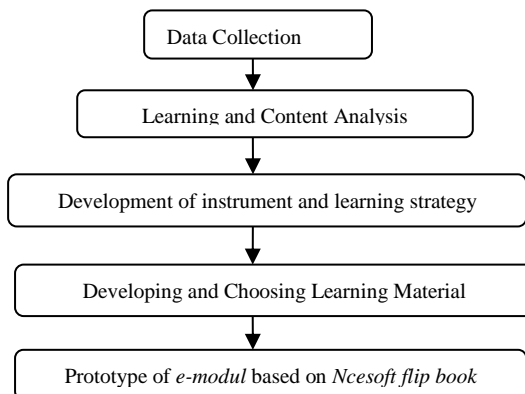 Data Collection
Learning and Content Analysis
Development of instrument and learning strategy
Developing and Choosing Learning Material
Prototype of e-modul based on Ncesoft flip book